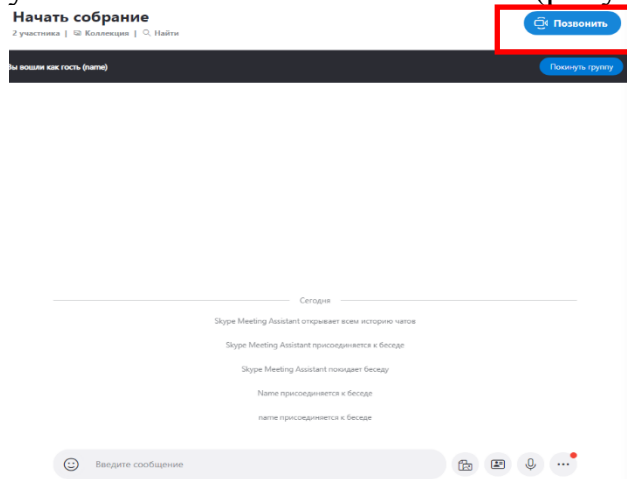 Начать собрание
Позвонить
2 участника | Коллекция | Найти
Вы вошли как гость (name)
Покинуть группу
Сегодня
Skype Meeting Assistant открывает всем историю чатов
Skype Meeting Assistant присоединяется к беседе
Skype Meeting Assistant покидает беседу
Name присоединяется к беседе
name присоединяется к беседе
Введите сообщение